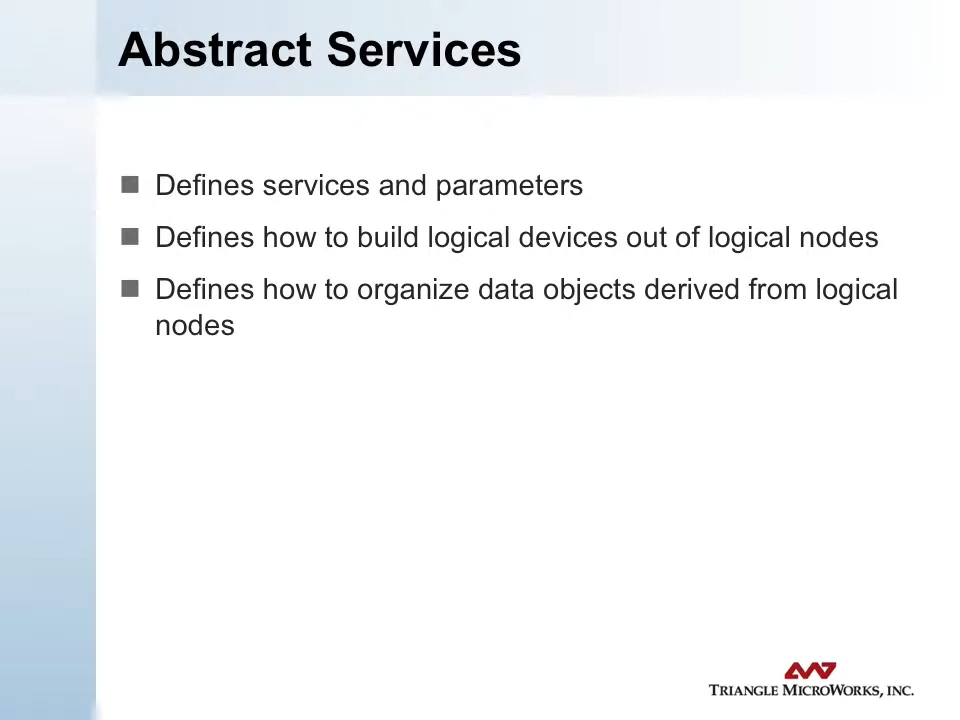 Abstract Services
Defines services and parameters
Defines how to build logical devices out of logical nodes
Defines how to organize data objects derived from logical
nodes
TRIANGLE MICROWORKS, INC.